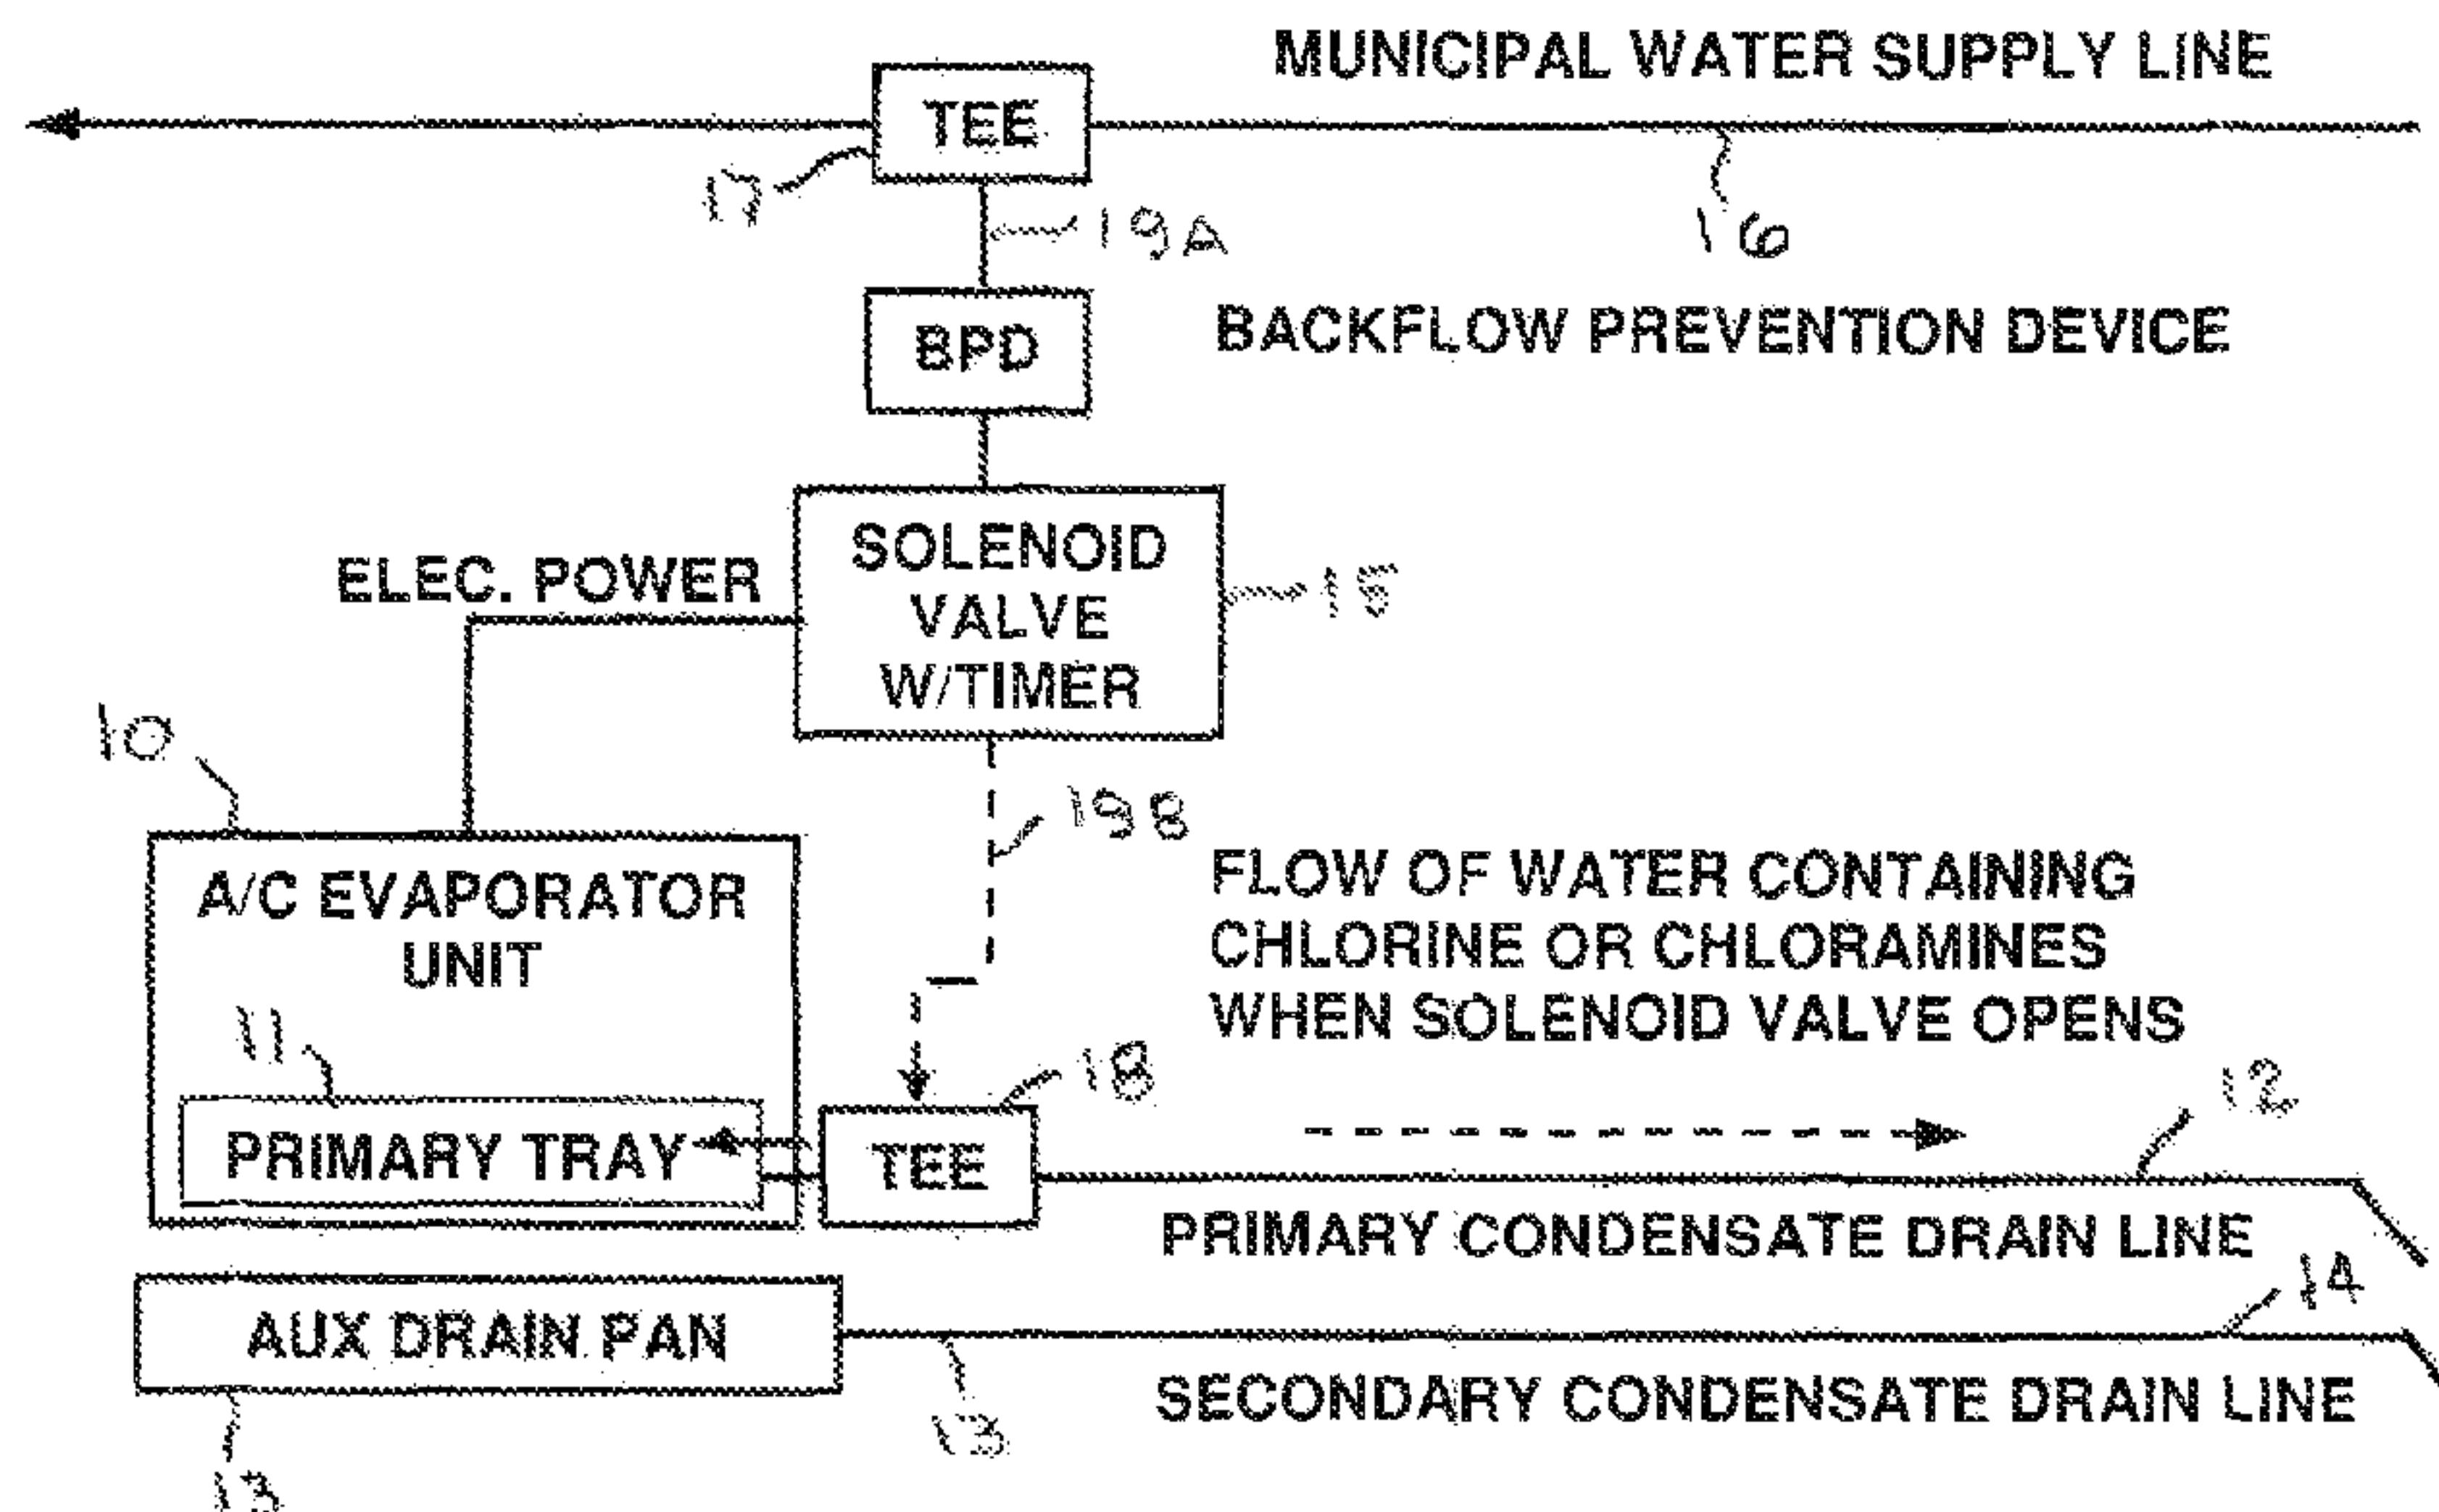 MUNICIPAL WATER SUPPLY LINE
TEE
17
19A
16
BPD
BACKFLOW PREVENTION DEVICE
ELEC. POWER
SOLENOID
VALVE
W/TIMER
15
10
19B
A/C EVAPORATOR
UNIT
FLOW OF WATER CONTAINING
CHLORINE OR CHLORAMINES
WHEN SOLENOID VALVE OPENS
11
18
12
PRIMARY TRAY
TEE
PRIMARY CONDENSATE DRAIN LINE
14
AUX DRAIN PAN
SECONDARY CONDENSATE DRAIN LINE
13
13